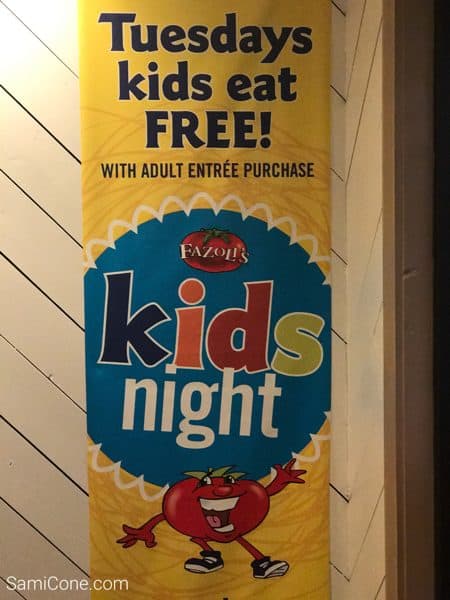 Tuesdays
kids eat
FREE!
WITH ADULT ENTRÉE PURCHASE
FAZOLI'S
kids
night
SamiCone.com